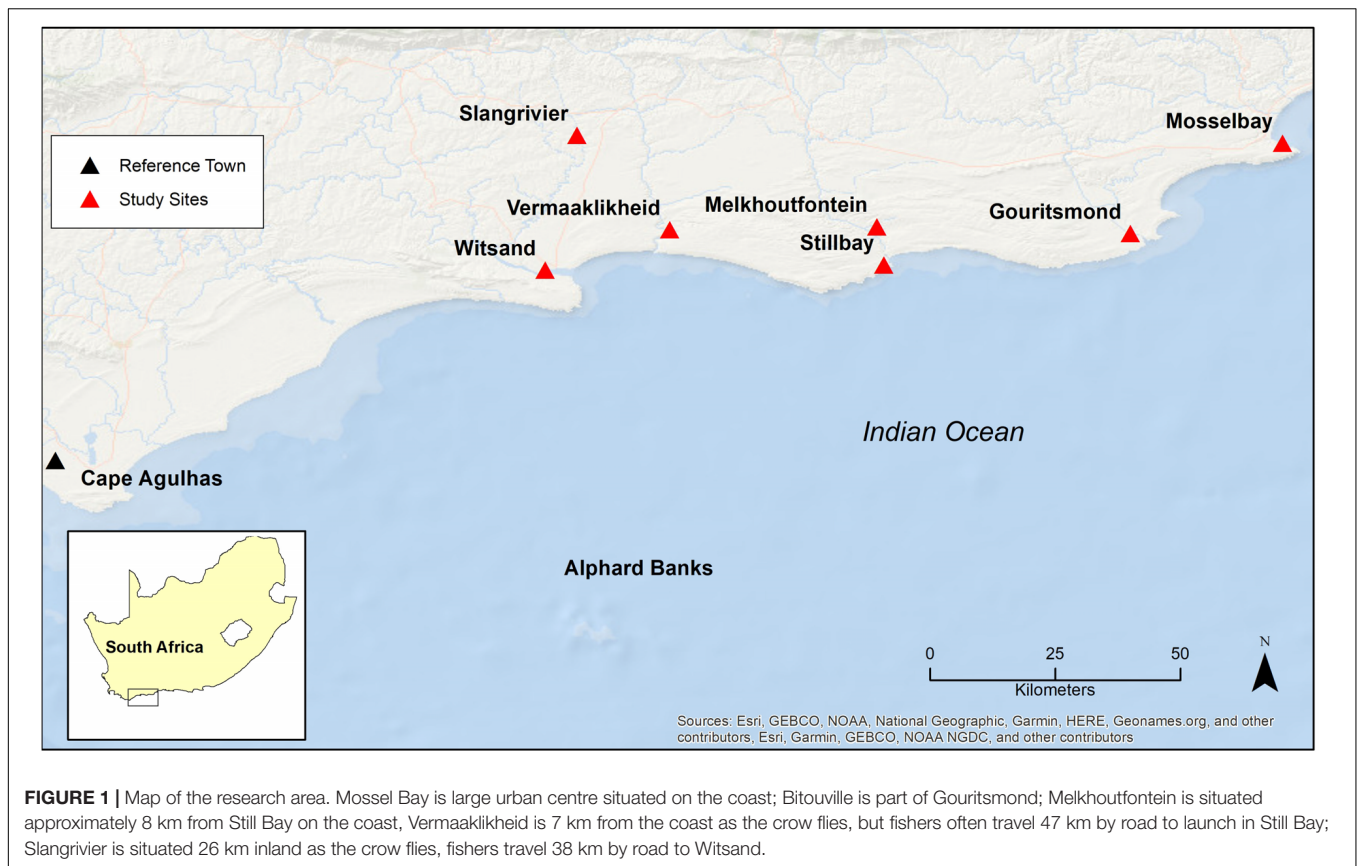 Slangrivier
Mosselbay
Reference Town
Study Sites
Vermaaklikheid
Melkhoutfontein
Gouritsmond
Witsand
Stillbay
Indian Ocean
Cape Agulhas
Alphard Banks
South Africa
N
0 25 50
Kilometers
Sources: Esri, GEBCO, NOAA, National Geographic, Garmin, HERE, Geonames.org, and other
contributors, Esri, Garmin, GEBCO, NOAA NGDC, and other contributors
FIGURE 1 | Map of the research area. Mossel Bay is large urban centre situated on the coast; Bitouville is part of Gouritsmond; Melkhoutfontein is situated
approximately 8 km from Still Bay on the coast, Vermaaklikheid is 7 km from the coast as the crow flies, but fishers often travel 47 km by road to launch in Still Bay;
Slangrivier is situated 26 km inland as the crow flies, fishers travel 38 km by road to Witsand.